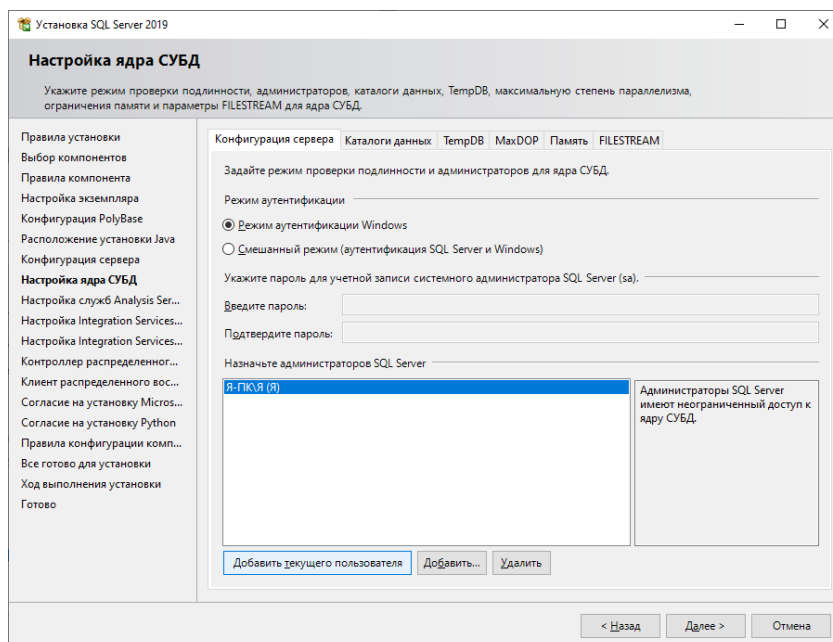 Установка SQL Server 2019
Настройка ядра СУБД
Укажите режим проверки подлинности, администраторов, каталоги данных, TempDB, максимальную степень параллелизма,
ограничения памяти и параметры FILESTREAM для ядра СУБД.
Правила установки
Выбор компонентов
Правила компонента
Настройка экземпляра
Конфигурация PolyBase
Расположение установки Java
Конфигурация сервера
Настройка ядра СУБД
Настройка служб Analysis Ser...
Настройка Integration Services...
Настройка Integration Services...
Контроллер распределенног...
Клиент распределенного вос...
Согласие на установку Micros...
Согласие на установку Python
Правила конфигурации комп...
Все готово для установки
Ход выполнения установки
Готово
Конфигурация сервера Каталоги данных TempDB MaxDOP Память FILESTREAM
Задайте режим проверки подлинности и администраторов для ядра СУБД.
Режим аутентификации
Режим аутентификации Windows
Смешанный режим (аутентификация SQL Server и Windows)
Укажите пароль для учетной записи системного администратора SQL Server (sa).
Введите пароль:
Подтвердите пароль:
Назначьте администраторов SQL Server
Я-ПК\Я (Я)
Администраторы SQL Server
имеют неограниченный доступ к
ядру СУБД.
Добавить текущего пользователя Добавить... Удалить
< Назад Далее > Отмена